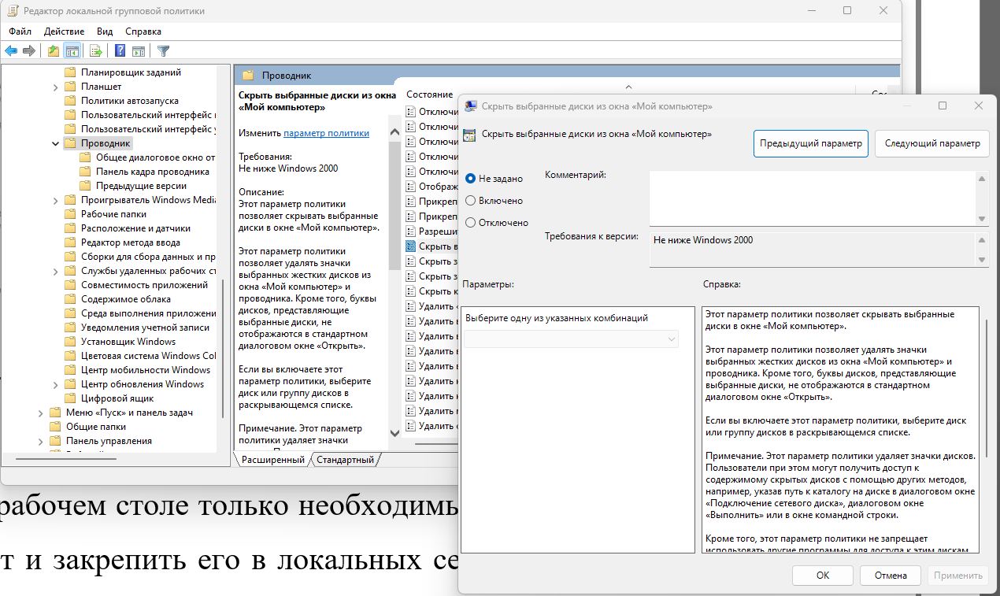 Редактор локальной групповой политики
Файл Действие Вид Справка
Планировщик заданий
Планшет
Политики автозапуска
Пользовательский интерфейс
Пользовательский интерфейс
Проводник
Общее диалоговое окно от
Панель кадра проводника
Предыдущие версии
Проигрыватель Windows Media
Рабочие папки
Расположение и датчики
Редактор метода ввода
Сборки для сбора данных и пр
Службы удаленных рабочих ст
Совместимость приложений
Содержимое облака
Среда выполнения приложени
Уведомления учетной записи
Установщик Windows
Цветовая система Windows Col
Центр мобильности Windows
Центр обновления Windows
Цифровой ящик
Меню «Пуск» и панель задач
Общие папки
Панель управления
Проводник
Скрыть выбранные диски из окна
«Мой компьютер»
Изменить параметр политики
Требования:
Не ниже Windows 2000
Описание:
Этот параметр политики
позволяет скрывать выбранные
диски в окне «Мой компьютер».
Этот параметр политики
позволяет удалять значки
выбранных жестких дисков из
окна «Мой компьютер» и
проводника. Кроме того, буквы
дисков, представляющие
выбранные диски, не
отображаются в стандартном
диалоговом окне «Открыть».
Если вы включаете этот
параметр политики, выберите
диск или группу дисков в
раскрывающемся списке.
Примечание. Этот параметр
политики удаляет значки
Состояние
Сос
Отключи
Отключи
Отключи
Отключи
Отключи
Отображ
Прикреп
Прикреп
Разреши
Скрыть в
Скрыть з
Скрыть з
Скрыть к
Удалить «
Удалить в
Удалить в
Удалить в
Удалить в
Удалить к
Удалить к
Удалить п
Удалить с
Расширенный Стандартный
Скрыть выбранные диски из окна «Мой компьютер»
Скрыть выбранные диски из окна «Мой компьютер»
Предыдущий параметр Следующий параметр
Не задано
Включено
Отключено
Комментарий:
Требования к версии:
Не ниже Windows 2000
Параметры:
Справка:
Выберите одну из указанных комбинаций
Этот параметр политики позволяет скрывать выбранные
диски в окне «Мой компьютер».
Этот параметр политики позволяет удалять значки
выбранных жестких дисков из окна «Мой компьютер» и
проводника. Кроме того, буквы дисков, представляющие
выбранные диски, не отображаются в стандартном
диалоговом окне «Открыть».
Если вы включаете этот параметр политики, выберите диск
или группу дисков в раскрывающемся списке.
Примечание. Этот параметр политики удаляет значки дисков.
Пользователи при этом могут получить доступ к
содержимому скрытых дисков с помощью других методов,
например, указав путь к каталогу на диске в диалоговом окне
«Подключение сетевого диска», диалоговом окне
«Выполнить» или в окне командной строки.
Кроме того, этот параметр политики не запрещает
использовать другие программы для доступа к этим дискам
ОК Отмена Применить
рабочем столе только необходимы
т и закрепить его в локальных се